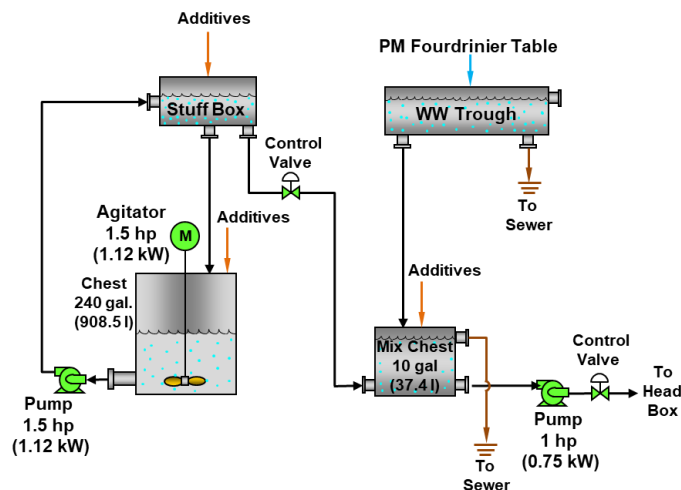 Additives
PM Fourdrinier Table
Stuff Box
WW Trough
Control
Valve
To
Sewer
Agitator
1.5 hp
(1.12 kW)
M
Additives
Chest
240 gal.
(908.5 l)
Additives
Mix Chest
10 gal
(37.4 l)
Control
Valve
To
Head
Box
Pump
1.5 hp
(1.12 kW)
Pump
1 hp
(0.75 kW)
To
Sewer